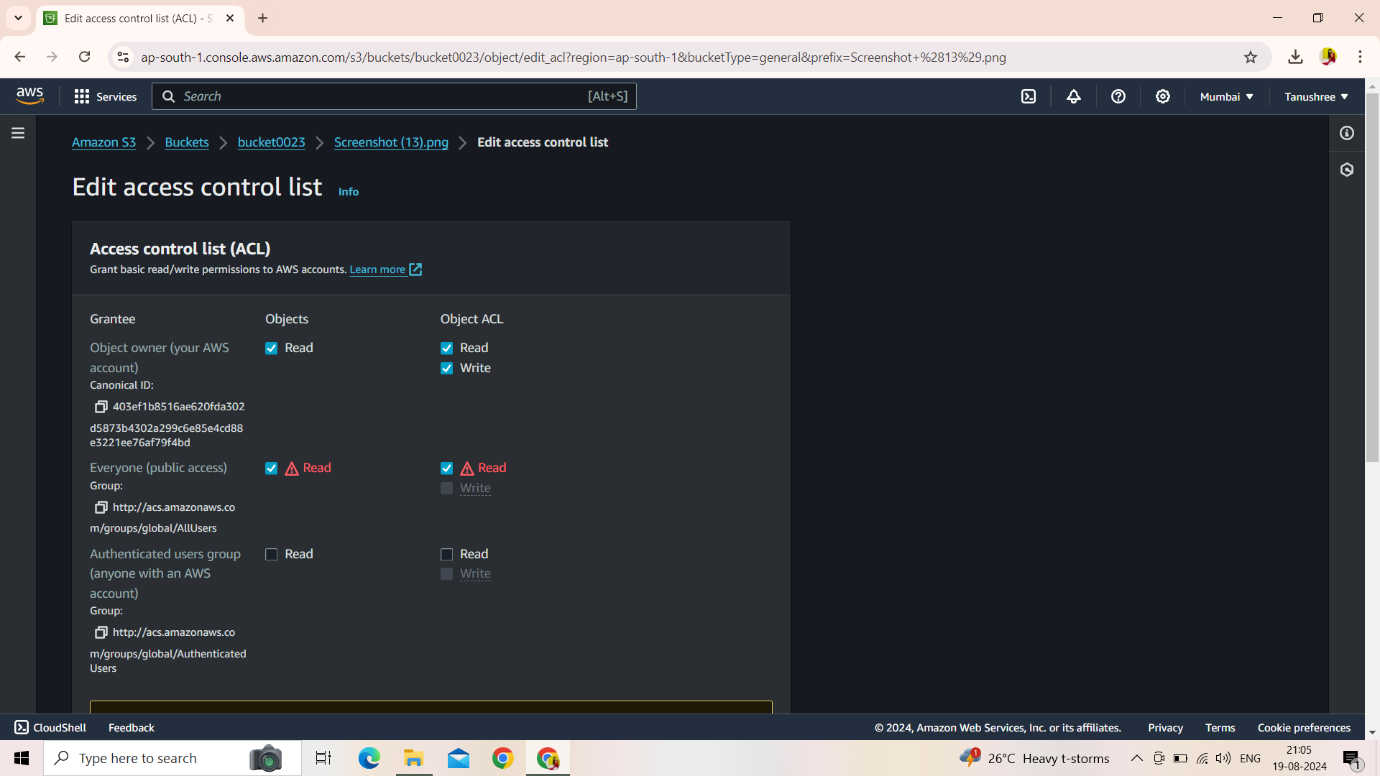 Edit access control list (ACL) - S
ap-south-1.console.aws.amazon.com/s3/buckets/bucket0023/object/edit_acl?region=ap-south-1&bucketType=general&prefix=Screenshot+%2813%29.png
aws Services Search [Alt+S] Mumbai Tanushree
Amazon S3 Buckets bucket0023 Screenshot (13).png Edit access control list
Edit access control list Info
Access control list (ACL)
Grant basic read/write permissions to AWS accounts. Learn more
Grantee Objects Object ACL
Object owner (your AWS Read Read
account) Write
Canonical ID:
403ef1b8516ae620fda302
d5873b4302a299c6e85e4cd88
e3221ee76af79f4bd
Everyone (public access) Read Read
Group: Write
http://acs.amazonaws.co
m/groups/global/AllUsers
Authenticated users group Read Read
(anyone with an AWS Write
account)
Group:
http://acs.amazonaws.co
m/groups/global/Authenticated
Users
CloudShell Feedback © 2024, Amazon Web Services, Inc. or its affiliates. Privacy Terms Cookie preferences
Type here to search 1 26°C Heavy t-storms ENG 21:05
19-08-2024 1